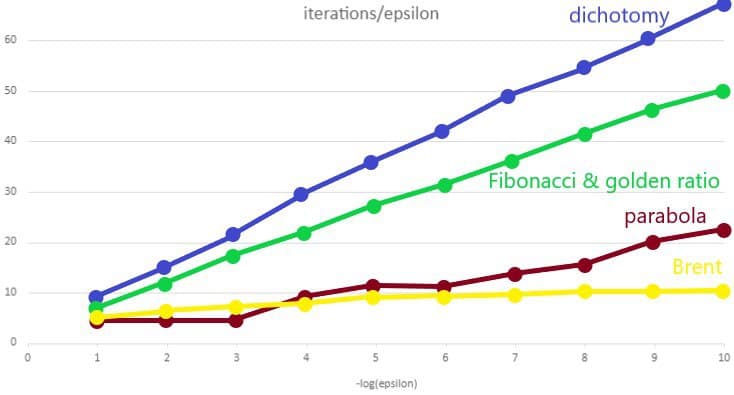 iterations/epsilon
dichotomy
60
50
40
Fibonacci & golden ratio
30
parabola
20
Brent
10
0
0 1 2 3 4 5 6 7 8 9 10
-log(epsilon)